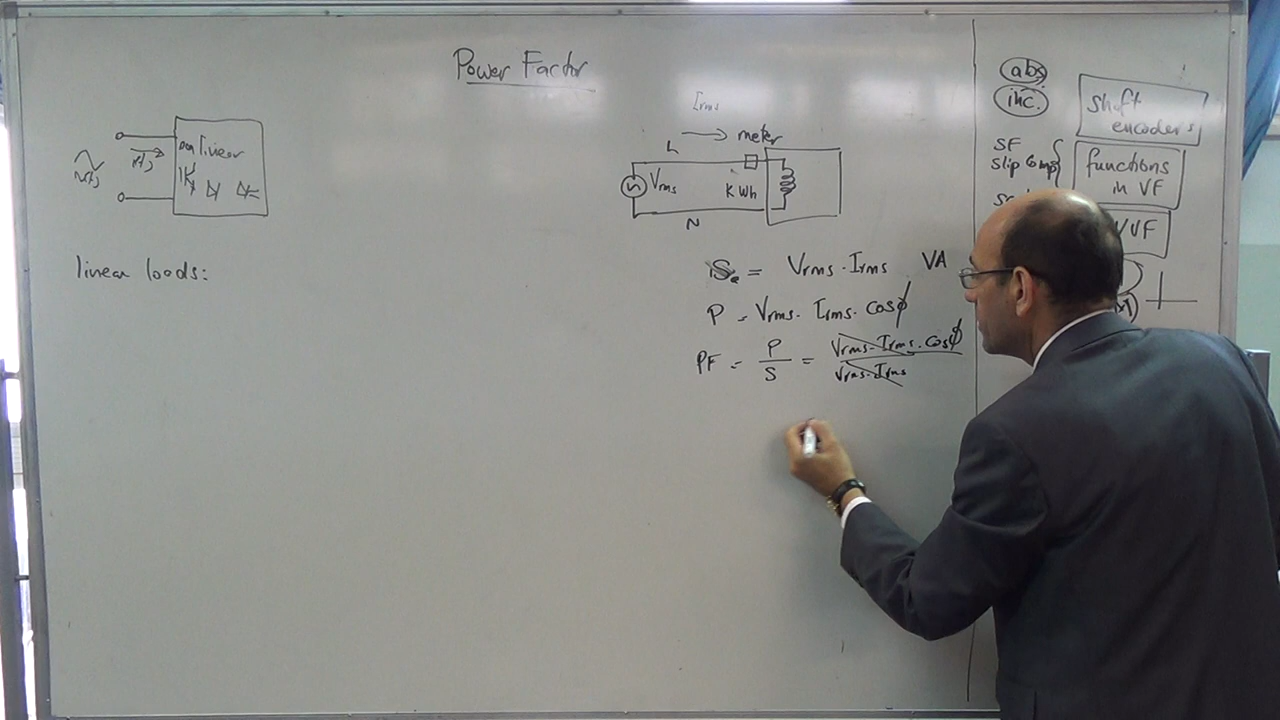 Power Factor
non linear
linear loads:
Irms
L
meter
Vrms
KWh
N
S = Vrms . Irms VA
P = Vrms . Irms . cosϕ
PF = P/S = Vrms . Irms . cosϕ / Vrms . Irms
abs
inc.
shaft
encoders
SF
slip comp
functions
in VF
VVF